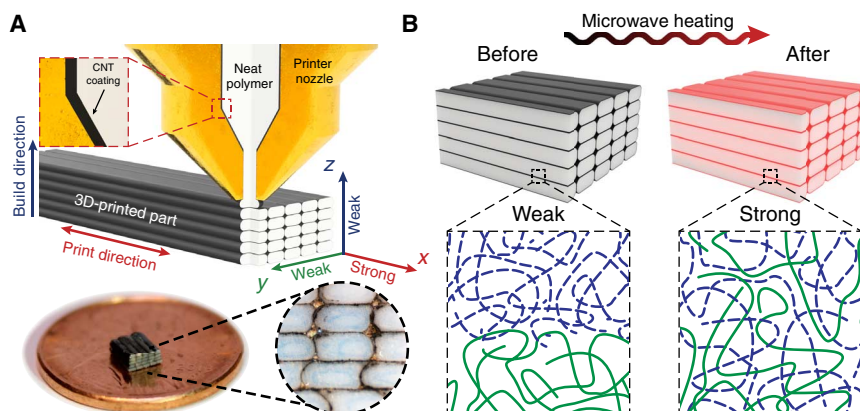 A
CNT
coating
Neat
polymer
Printer
nozzle
Build direction
3D-printed part
Print direction
z
Weak
y
Weak
Strong
x
B
Microwave heating
Before
After
Weak
Strong